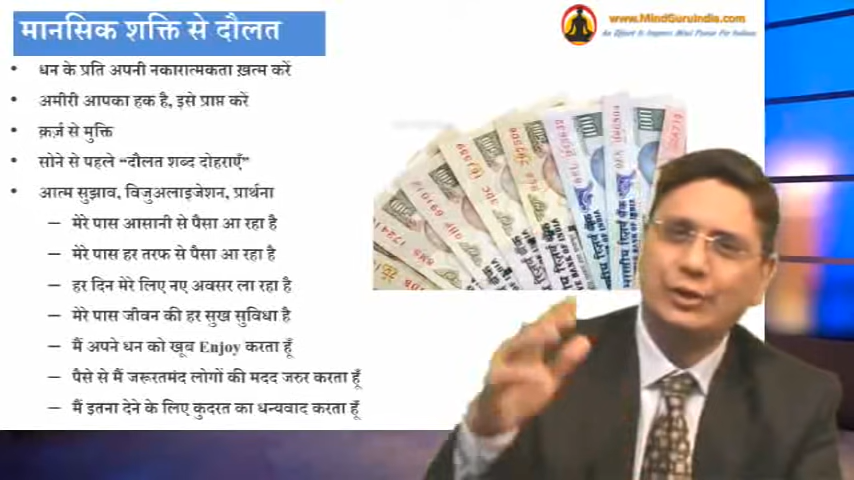 मानसिक शक्ति से दौलत
www.MindGuruIndia.com
An Effort to Improve Mind Power For Indians
• धन के प्रति अपनी नकारात्मकता ख़त्म करें
• अमीरी आपका हक है, इसे प्राप्त करें
• क़र्ज़ से मुक्ति
• सोने से पहले “दौलत शब्द दोहराएँ”
• आत्म सुझाव, विजुअलाइजेशन, प्रार्थना
– मेरे पास आसानी से पैसा आ रहा है
– मेरे पास हर तरफ से पैसा आ रहा है
– हर दिन मेरे लिए नए अवसर ला रहा है
– मेरे पास जीवन की हर सुख सुविधा है
– मैं अपने धन को खूब Enjoy करता हूँ
– पैसे से मैं जरूरतमंद लोगों की मदद जरुर करता हूँ
– मैं इतना देने के लिए कुदरत का धन्यवाद करता हूँ